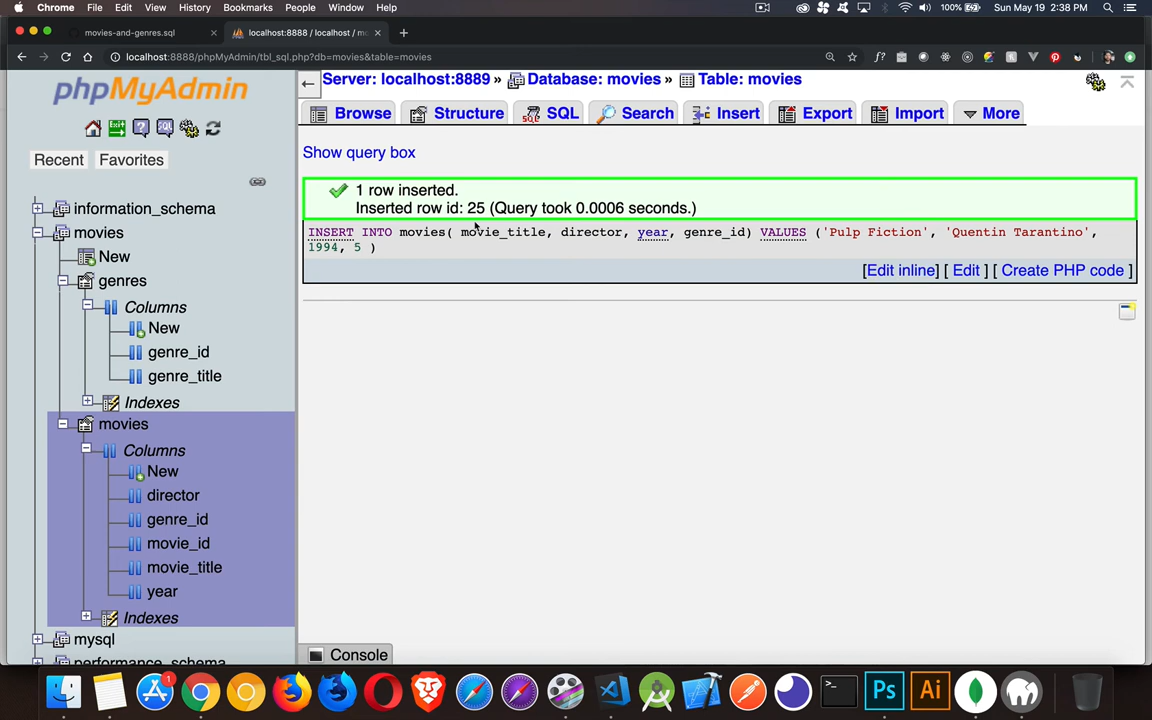 Chrome File Edit View History Bookmarks People Window Help 100% Sun May 19 2:38 PM
movies-and-genres.sql × localhost:8888 / localhost / mo ×
localhost:8888/phpMyAdmin/tbl_sql.php?db=movies&table=movies
phpMyAdmin
Recent Favorites
information_schema
movies
New
genres
Columns
New
genre_id
genre_title
Indexes
movies
Columns
New
director
genre_id
movie_id
movie_title
year
Indexes
mysql
performance_schema
Server: localhost:8889 » Database: movies » Table: movies
Browse Structure SQL Search Insert Export Import More
Show query box
1 row inserted.
Inserted row id: 25 (Query took 0.0006 seconds.)
INSERT INTO movies( movie_title, director, year, genre_id) VALUES ('Pulp Fiction', 'Quentin Tarantino',
1994, 5 )
[Edit inline] [ Edit ] [ Create PHP code ]
Console
1
Ps
Ai